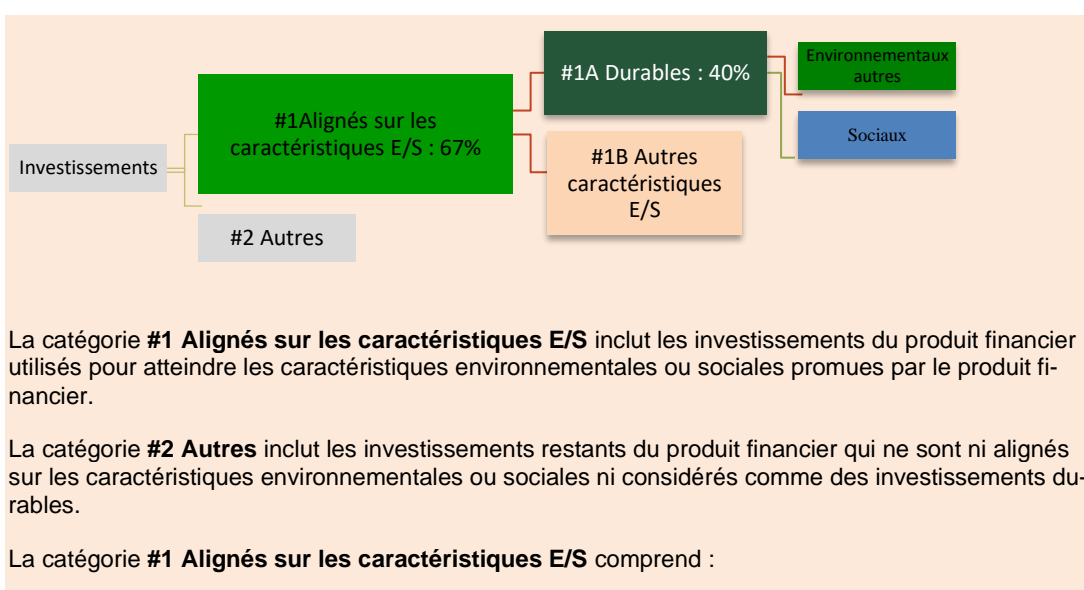 Investissements
#1Alignés sur les
caractéristiques E/S : 67%
#2 Autres
#1A Durables : 40%
#1B Autres
caractéristiques
E/S
Environnementaux
autres
Sociaux
La catégorie #1 Alignés sur les caractéristiques E/S inclut les investissements du produit financier
utilisés pour atteindre les caractéristiques environnementales ou sociales promues par le produit fi-
nancier.
La catégorie #2 Autres inclut les investissements restants du produit financier qui ne sont ni alignés
sur les caractéristiques environnementales ou sociales ni considérés comme des investissements du-
rables.
La catégorie #1 Alignés sur les caractéristiques E/S comprend :